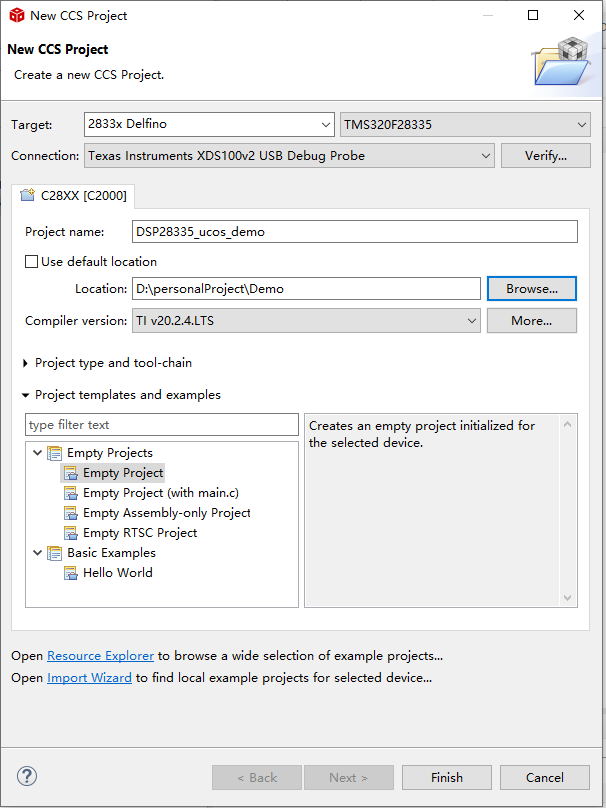 New CCS Project
New CCS Project
Create a new CCS Project.
Target: 2833x Delfino TMS320F28335
Connection: Texas Instruments XDS100v2 USB Debug Probe Verify...
C28XX [C2000]
Project name: DSP28335_ucos_demo
Use default location
Location: D:\personalProject\Demo Browse...
Compiler version: TI v20.2.4.LTS More...
Project type and tool-chain
Project templates and examples
type filter text
Creates an empty project initialized for
the selected device.
Empty Projects
Empty Project
Empty Project (with main.c)
Empty Assembly-only Project
Empty RTSC Project
Basic Examples
Hello World
Open Resource Explorer to browse a wide selection of example projects...
Open Import Wizard to find local example projects for selected device...
? < Back Next > Finish Cancel